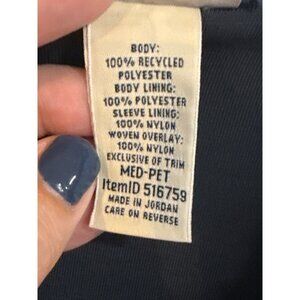 BODY:
100% RECYCLED
POLYESTER
BODY LINING:
100% POLYESTER
SLEEVE LINING:
100% NYLON
WOVEN OVERLAY:
100% NYLON
EXCLUSIVE OF TRIM
MED-PET
ItemID 516759
MADE IN JORDAN
CARE ON REVERSE